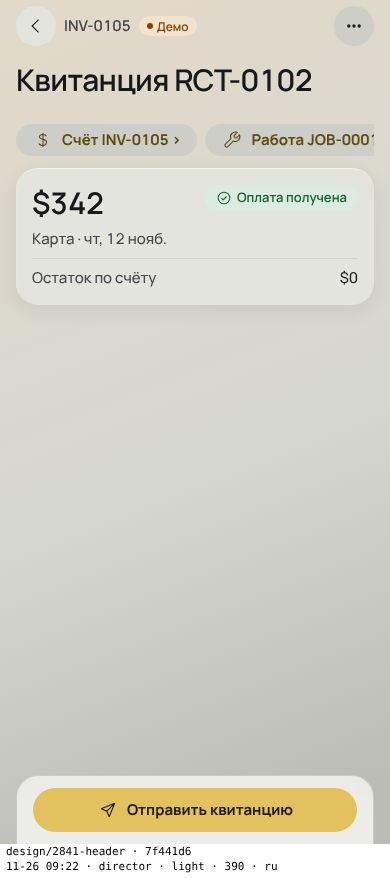 INV-0105 Демо
Квитанция RCT-0102
Счёт INV-0105 › Работа JOB-0001
$342 Оплата получена
Карта · чт, 12 нояб.
Остаток по счёту $0
Отправить квитанцию
design/2841-header · 7f441d6
11-26 09:22 · director · light · 390 · ru